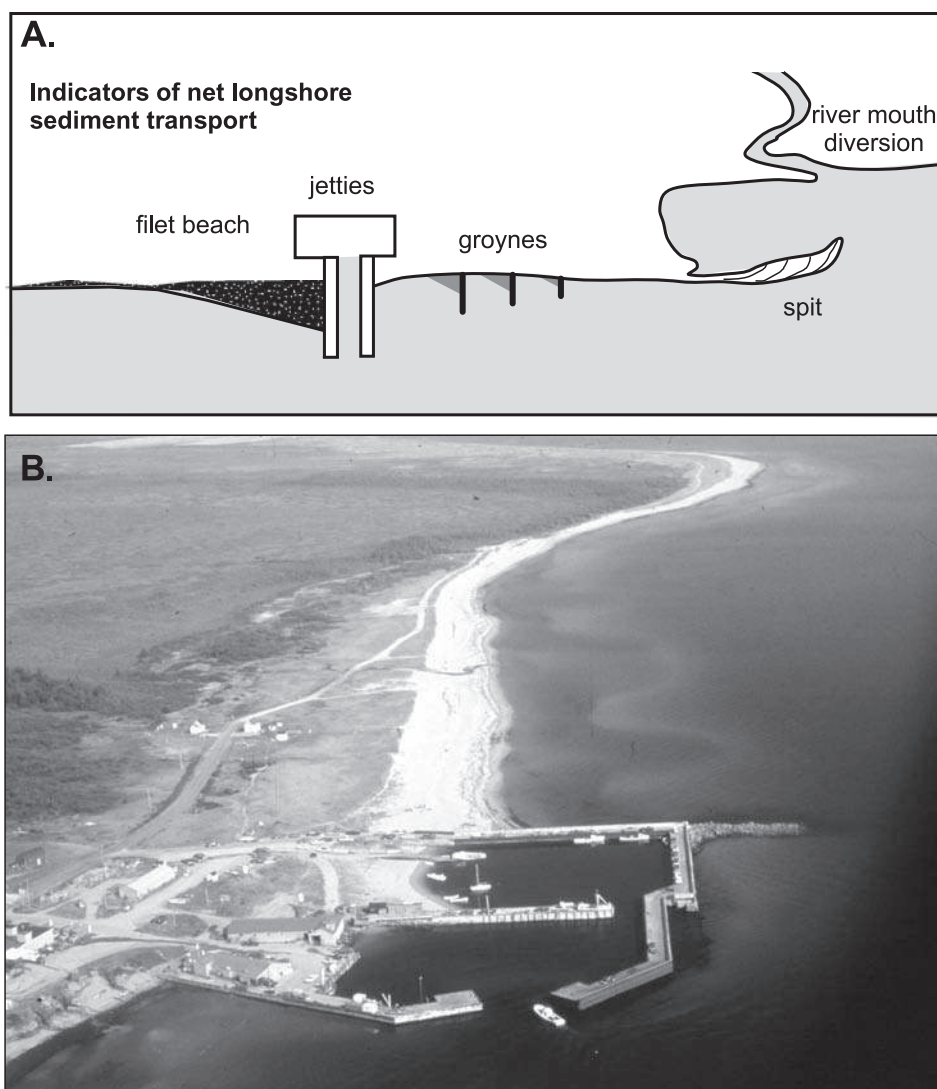 A.
Indicators of net longshore
sediment transport
river mouth
diversion
jetties
filet beach
groynes
spit
B.